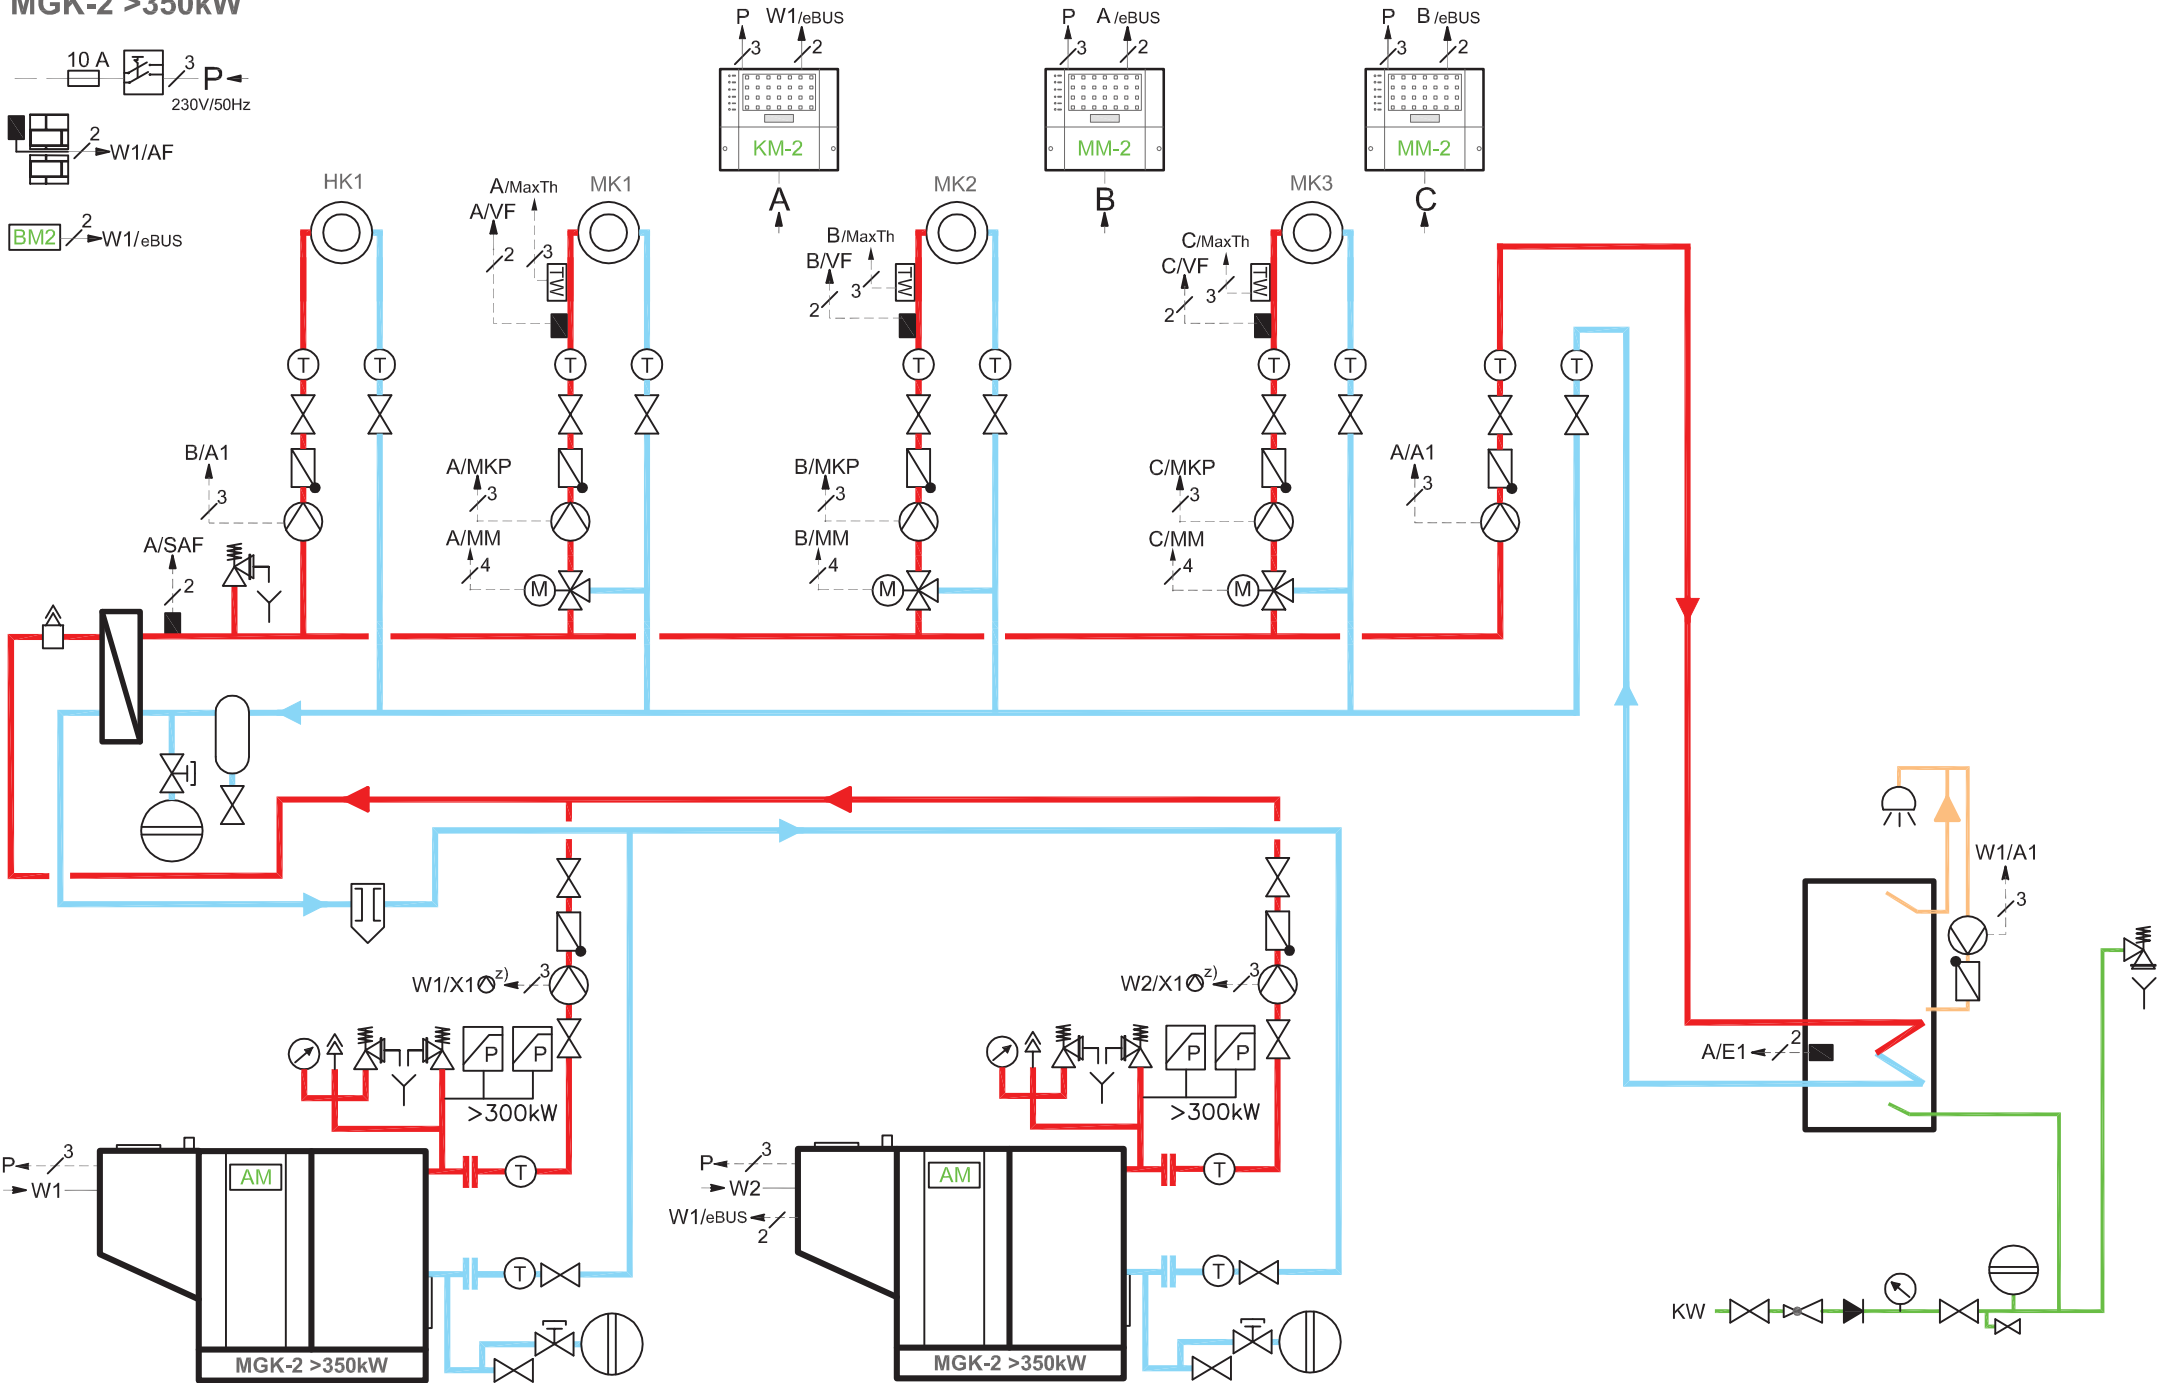 MGK-2 >350kW
P W1/eBUS
3 2
P A/eBUS
3 2
P B/eBUS
3 2
10 A 3 P
230V/50Hz
2
W1/AF
KM-2
MM-2
MM-2
BM2 2 W1/eBUS
A
B
C
HK1
A/MaxTh
A/VF
MK1
2 3
TW
B/MaxTh
B/VF
MK2
2 3
TW
C/MaxTh
C/VF
MK3
2 3
TW
T T T T T T T T T T
B/A1
3
A/MKP
3
B/MKP
3
C/MKP
3
A/A1
3
A/SAF
2
A/MM
4
M
B/MM
4
M
C/MM
4
M
W1/A1
3
W1/X1 z) 3
W2/X1 z) 3
P P
>300kW
P P
>300kW
A/E1 2
P 3
W1
AM
T
T
MGK-2 >350kW
P 3
W2
W1/eBUS
2
AM
T
T
MGK-2 >350kW
KW